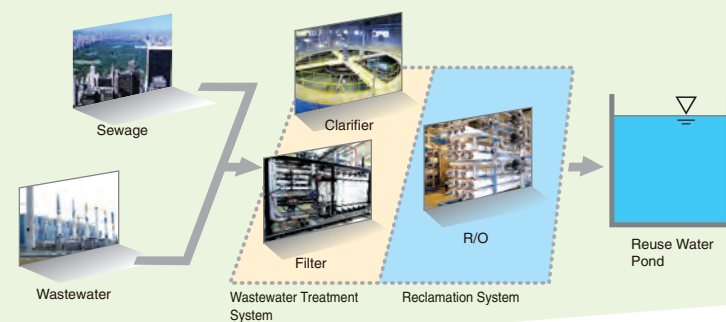 Sewage
Wastewater
Clarifier
Filter
R/O
Wastewater Treatment
System
Reclamation System
Reuse Water
Pond